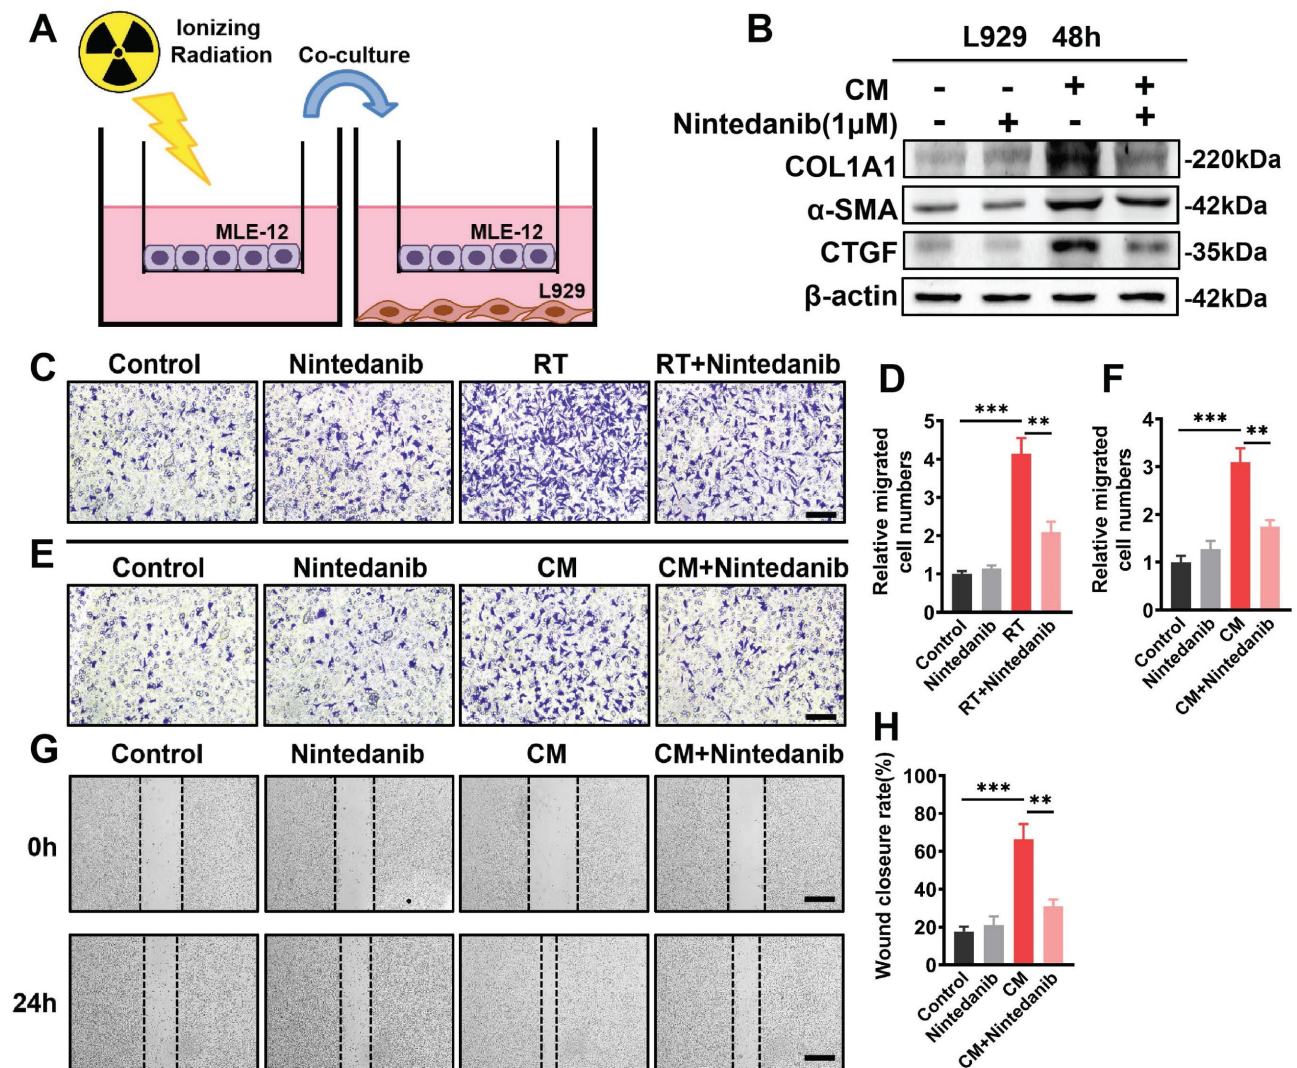 A
Ionizing
Radiation
Co-culture
MLE-12
MLE-12
L929
B
L929 48h
CM - - + +
Nintedanib(1μM) - + - +
COL1A1 -220kDa
α-SMA -42kDa
CTGF -35kDa
β-actin -42kDa
C
Control Nintedanib RT RT+Nintedanib
D
Relative migrated
cell numbers
5
4
3
2
1
0
*** **
Control
Nintedanib
RT
RT+Nintedanib
E
Control Nintedanib CM CM+Nintedanib
F
Relative migrated
cell numbers
4
3
2
1
0
*** **
Control
Nintedanib
CM
CM+Nintedanib
G
Control Nintedanib CM CM+Nintedanib
0h
24h
H
Wound closeure rate(%)
100
80
60
40
20
0
*** **
Control
Nintedanib
CM
CM+Nintedanib